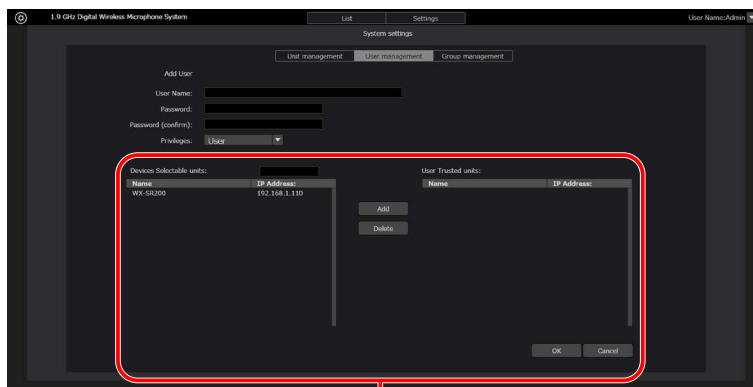 1.9 GHz Digital Wireless Microphone System List Settings User Name:Admin
System settings
Unit management User management Group management
Add User
User Name:
Password:
Password (confirm):
Privileges: User
Devices Selectable units: User Trusted units:
Name IP Address: Name IP Address:
WX-SR200 192.168.1.110
Add
Delete
OK Cancel